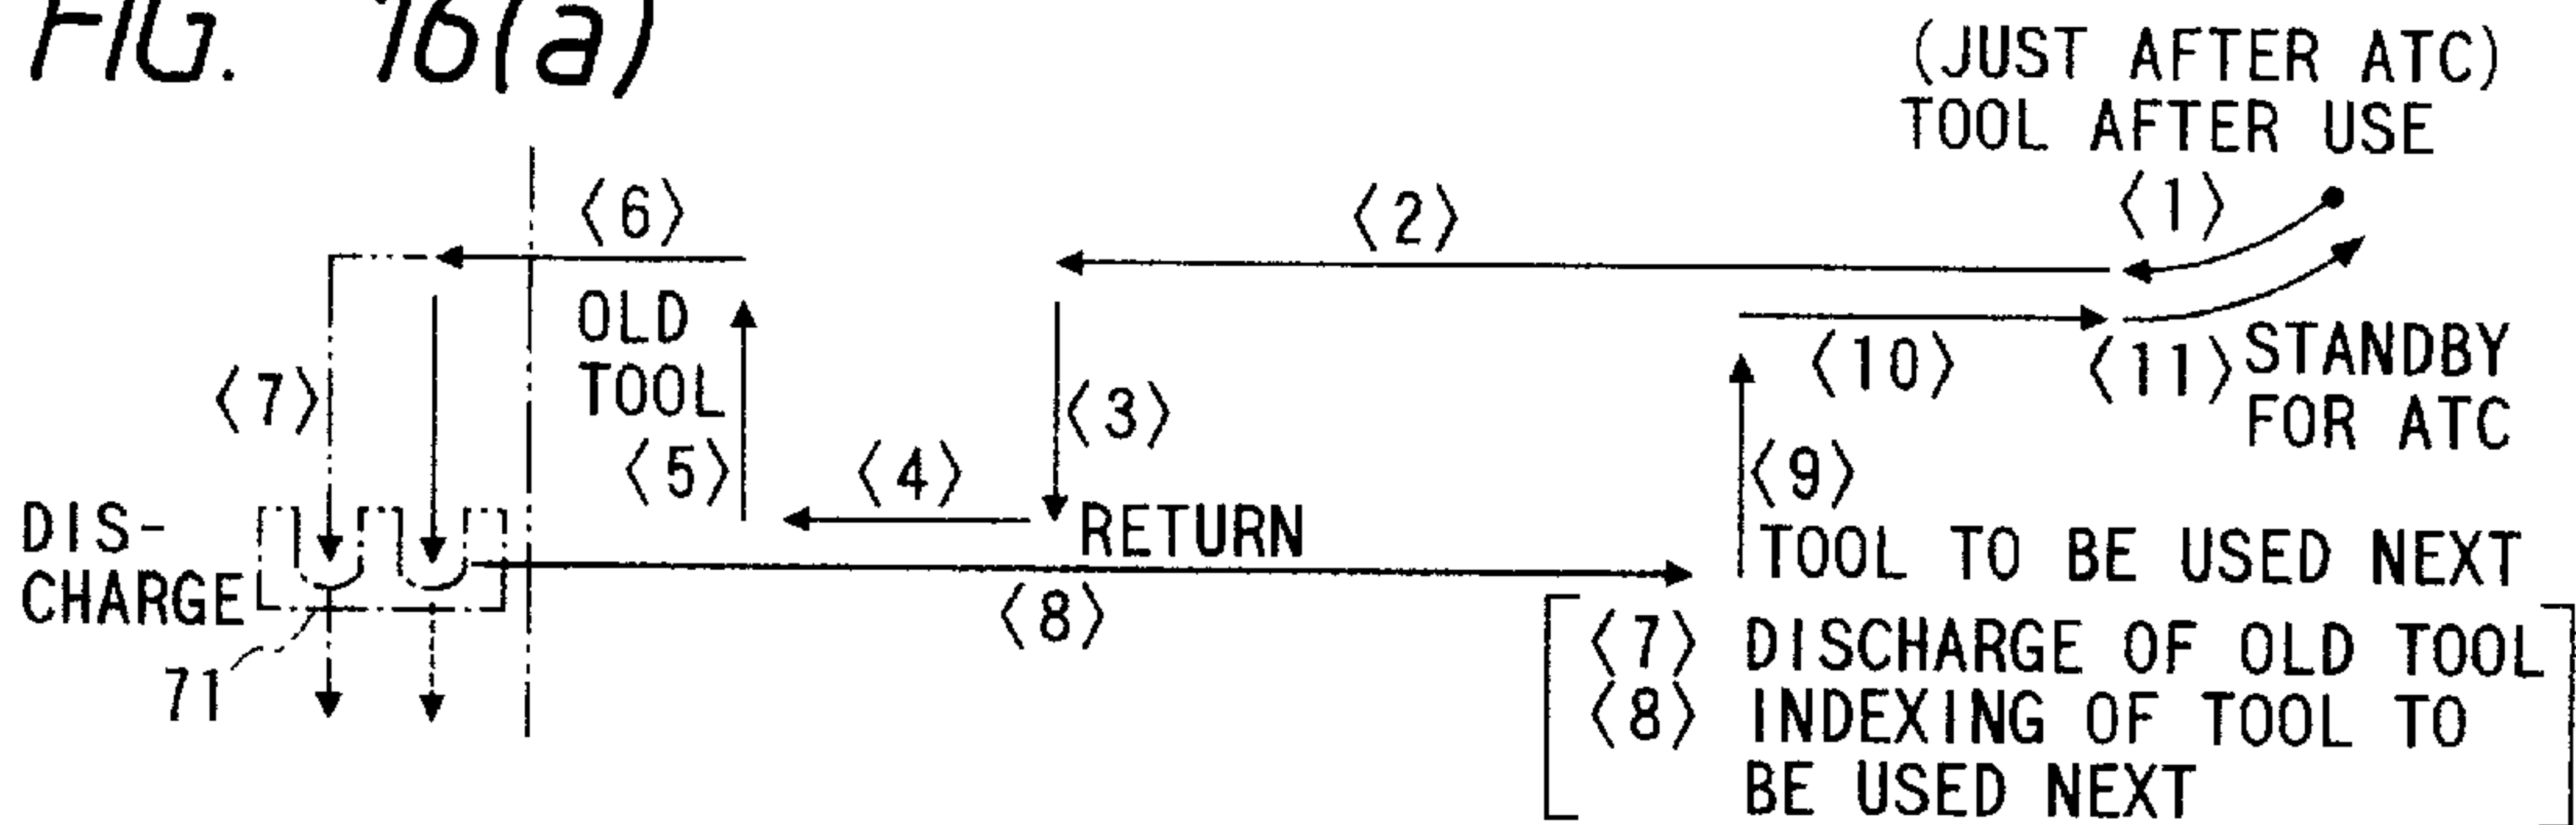 FIG. 16(a)
(JUST AFTER ATC)
TOOL AFTER USE
〈1〉
〈2〉
〈6〉
OLD
TOOL
〈7〉
〈5〉
〈4〉
〈3〉
〈10〉
〈11〉
STANDBY
FOR ATC
〈9〉
DIS-
CHARGE
RETURN
TOOL TO BE USED NEXT
〈8〉
71
〈7〉 DISCHARGE OF OLD TOOL
〈8〉 INDEXING OF TOOL TO
BE USED NEXT